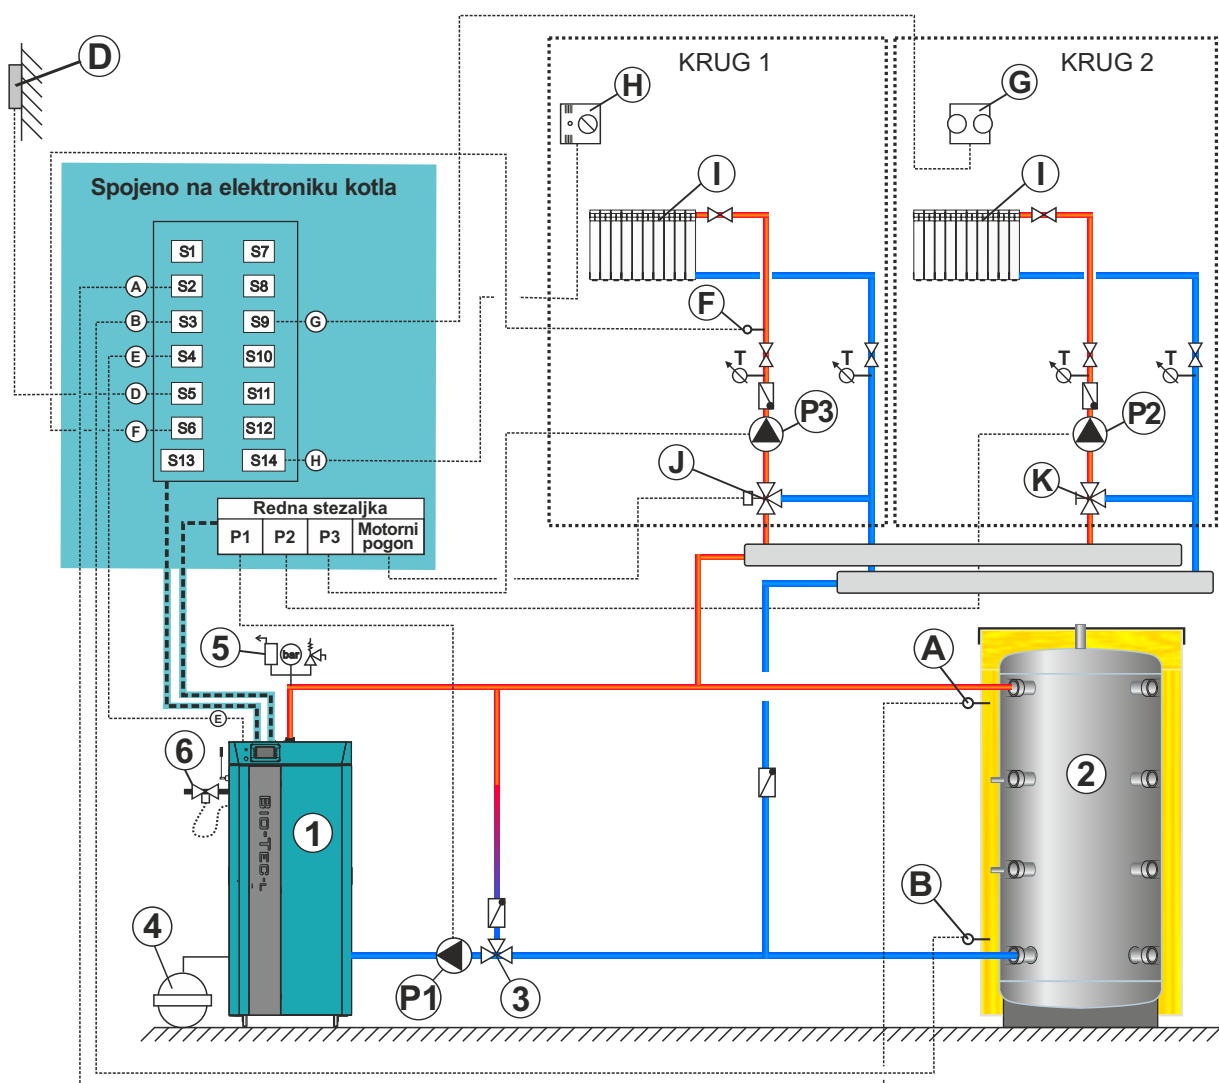 D
KRUG 1
KRUG 2
H
G
Spojeno na elektroniku kotla
I
I
S1
S7
A
S2
S8
B
S3
S9
G
F
E
S4
S10
T
T
T
T
D
S5
S11
F
S6
S12
P3
P2
S13
S14
H
J
K
Redna stezaljka
P1
P2
P3
Motorni
pogon
5
bar
A
E
6
2
BIO-TEC-L
1
B
4
P1
3